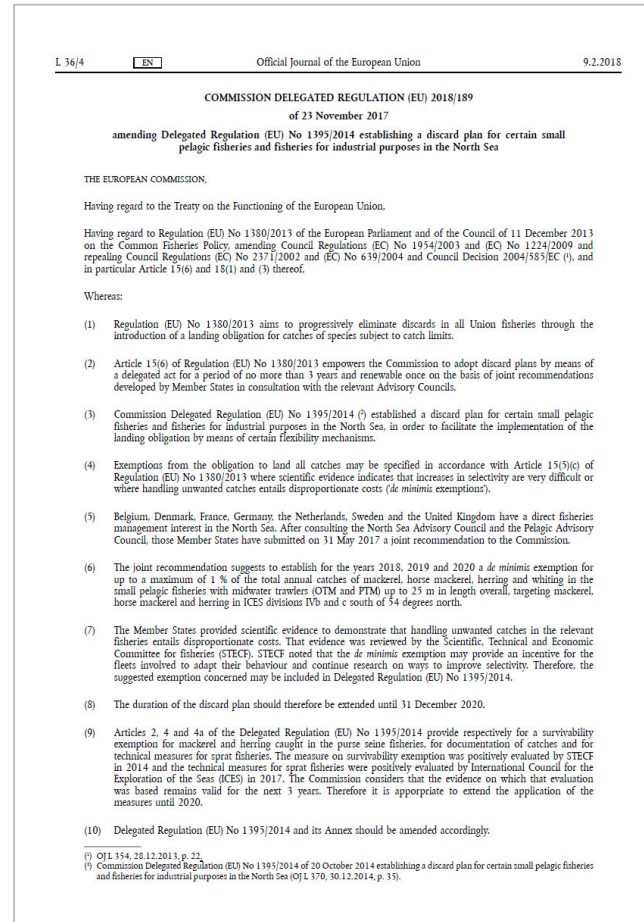 L 36/4 EN Official Journal of the European Union 9.2.2018
COMMISSION DELEGATED REGULATION (EU) 2018/189
of 23 November 2017
amending Delegated Regulation (EU) No 1395/2014 establishing a discard plan for certain small
pelagic fisheries and fisheries for industrial purposes in the North Sea
THE EUROPEAN COMMISSION,
Having regard to the Treaty on the Functioning of the European Union,
Having regard to Regulation (EU) No 1380/2013 of the European Parliament and of the Council of 11 December 2013
on the Common Fisheries Policy, amending Council Regulations (EC) No 1954/2003 and (EC) No 1224/2009 and
repealing Council Regulations (EC) No 2371/2002 and (EC) No 639/2004 and Council Decision 2004/585/EC (¹), and
in particular Article 15(6) and 18(1) and (3) thereof,
Whereas:
(1) Regulation (EU) No 1380/2013 aims to progressively eliminate discards in all Union fisheries through the
introduction of a landing obligation for catches of species subject to catch limits.
(2) Article 15(6) of Regulation (EU) No 1380/2013 empowers the Commission to adopt discard plans by means of
a delegated act for a period of no more than 3 years and renewable once on the basis of joint recommendations
developed by Member States in consultation with the relevant Advisory Councils.
(3) Commission Delegated Regulation (EU) No 1395/2014 (²) established a discard plan for certain small pelagic
fisheries and fisheries for industrial purposes in the North Sea, in order to facilitate the implementation of the
landing obligation by means of certain flexibility mechanisms.
(4) Exemptions from the obligation to land all catches may be specified in accordance with Article 15(5)(c) of
Regulation (EU) No 1380/2013 where scientific evidence indicates that increases in selectivity are very difficult or
where handling unwanted catches entails disproportionate costs ('de minimis exemptions').
(5) Belgium, Denmark, France, Germany, the Netherlands, Sweden and the United Kingdom have a direct fisheries
management interest in the North Sea. After consulting the North Sea Advisory Council and the Pelagic Advisory
Council, those Member States have submitted on 31 May 2017 a joint recommendation to the Commission.
(6) The joint recommendation suggests to establish for the years 2018, 2019 and 2020 a de minimis exemption for
up to a maximum of 1 % of the total annual catches of mackerel, horse mackerel, herring and whiting in the
small pelagic fisheries with midwater trawlers (OTM and PTM) up to 25 m in length overall, targeting mackerel,
horse mackerel and herring in ICES divisions IVb and c south of 54 degrees north.
(7) The Member States provided scientific evidence to demonstrate that handling unwanted catches in the relevant
fisheries entails disproportionate costs. That evidence was reviewed by the Scientific, Technical and Economic
Committee for fisheries (STECF). STECF noted that the de minimis exemption may provide an incentive for the
fleets involved to adapt their behaviour and continue research on ways to improve selectivity. Therefore, the
suggested exemption concerned may be included in Delegated Regulation (EU) No 1395/2014.
(8) The duration of the discard plan should therefore be extended until 31 December 2020.
(9) Articles 2, 4 and 4a of the Delegated Regulation (EU) No 1395/2014 provide respectively for a survivability
exemption for mackerel and herring caught in the purse seine fisheries, for documentation of catches and for
technical measures for sprat fisheries. The measure on survivability exemption was positively evaluated by STECF
in 2014 and the technical measures for sprat fisheries were positively evaluated by International Council for the
Exploration of the Seas (ICES) in 2017. The Commission considers that the evidence on which that evaluation
was based remains valid for the next 3 years. Therefore it is apporpriate to extend the application of the
measures until 2020.
(10) Delegated Regulation (EU) No 1395/2014 and its Annex should be amended accordingly.
(¹) OJ L 354, 28.12.2013, p. 22.
(²) Commission Delegated Regulation (EU) No 1395/2014 of 20 October 2014 establishing a discard plan for certain small pelagic fisheries
and fisheries for industrial purposes in the North Sea (OJ L 370, 30.12.2014, p. 35).